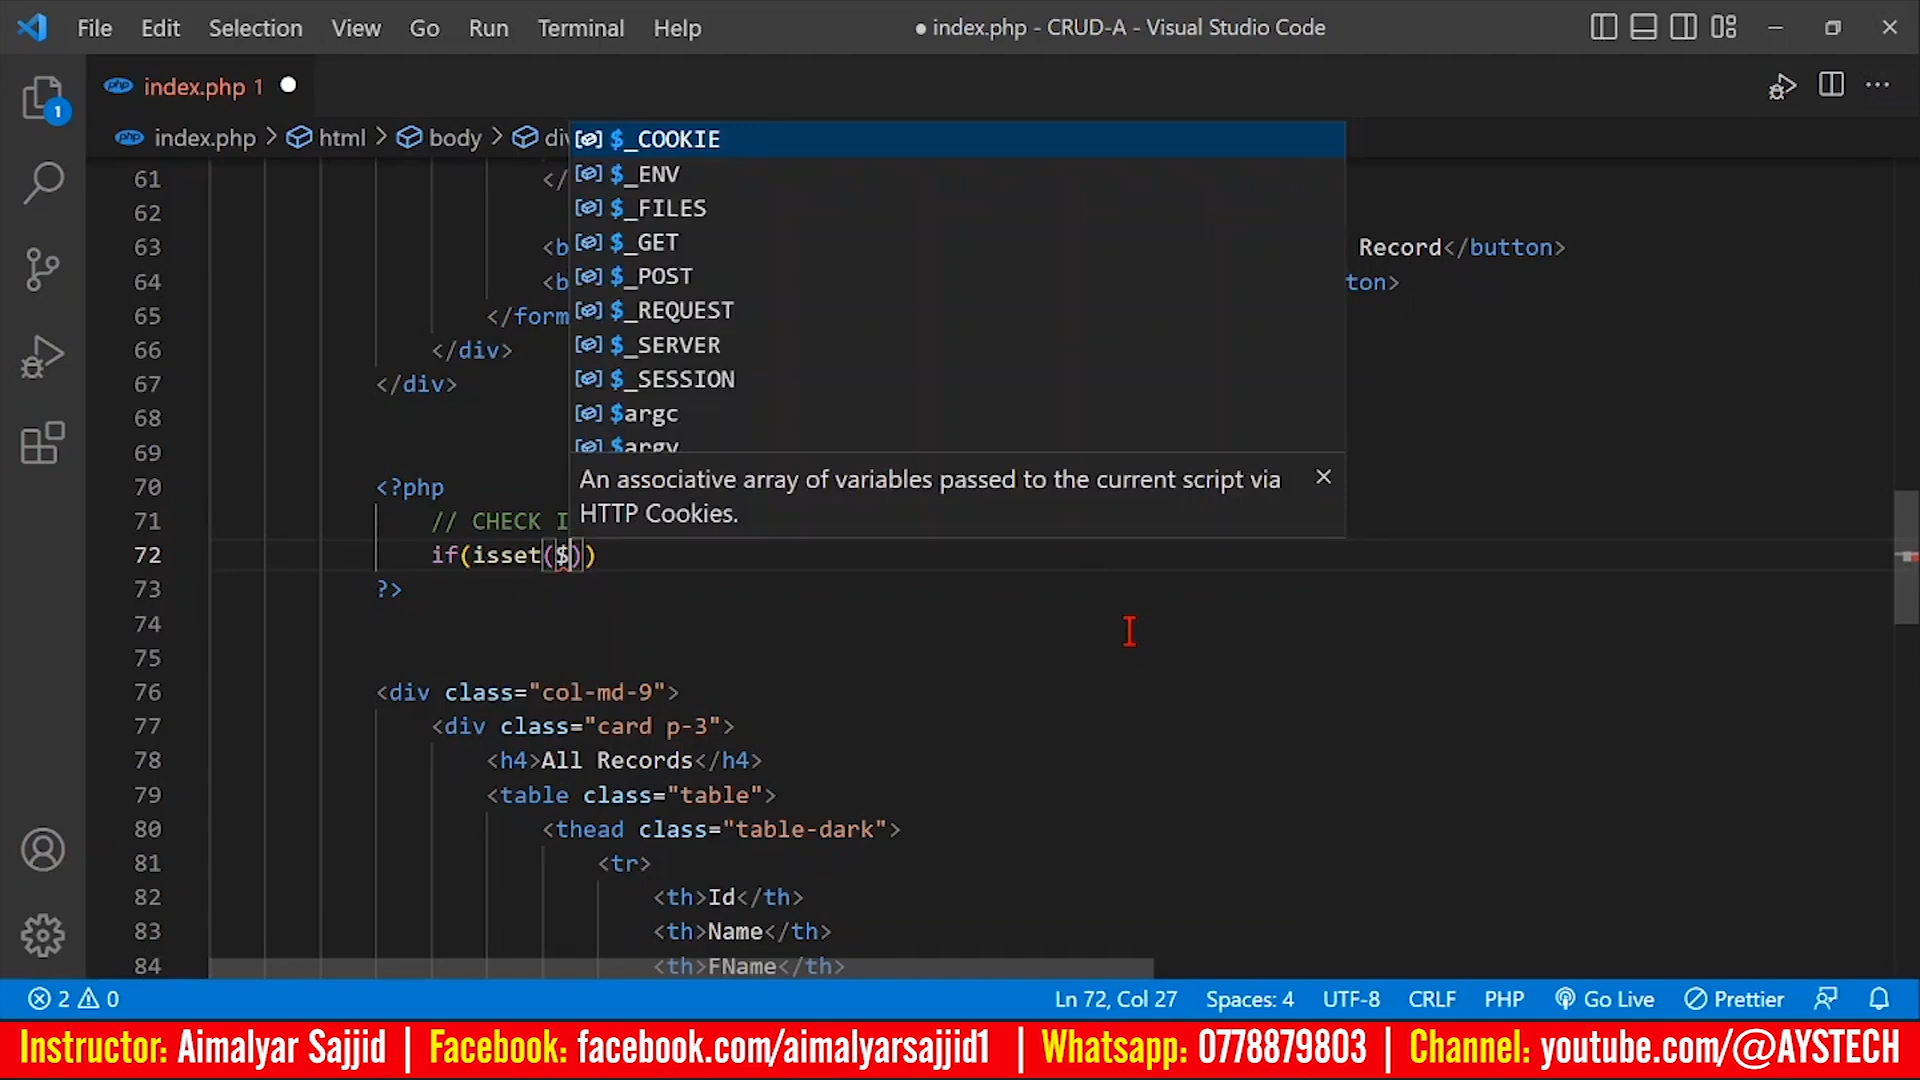 File Edit Selection View Go Run Terminal Help ● index.php - CRUD-A - Visual Studio Code
1
php index.php 1
php index.php > html > body > div
$_COOKIE
$_ENV
$_FILES
$_GET
$_POST
$_REQUEST
$_SERVER
$_SESSION
$argc
$argv
An associative array of variables passed to the current script via
HTTP Cookies.
61 </
62
63 <b Record</button>
64 <b ton>
65 </form
66 </div>
67 </div>
68
69
70 <?php
71 // CHECK I
72 if(isset($))
73 ?>
74
75
76 <div class="col-md-9">
77 <div class="card p-3">
78 <h4>All Records</h4>
79 <table class="table">
80 <thead class="table-dark">
81 <tr>
82 <th>Id</th>
83 <th>Name</th>
84 <th>FName</th>
2 0 Ln 72, Col 27 Spaces: 4 UTF-8 CRLF PHP Go Live Prettier
Instructor: Aimalyar Sajjid | Facebook: facebook.com/aimalyarsajjid1 | Whatsapp: 0778879803 | Channel: youtube.com/@AYSTECH